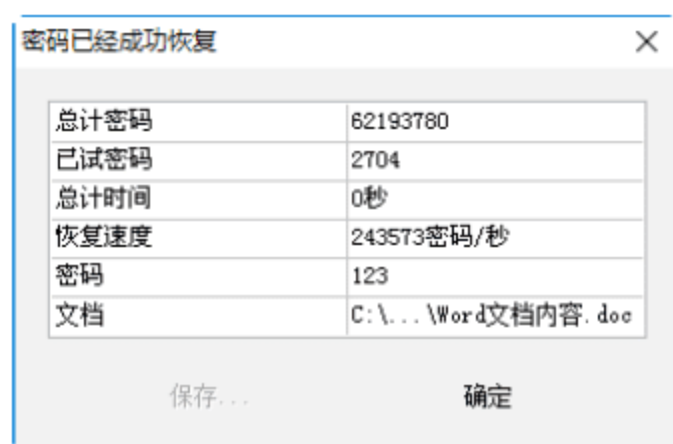 密码已经成功恢复
总计密码 62193780
已试密码 2704
总计时间 0秒
恢复速度 243573密码/秒
密码 123
文档 C:\...\Word文档内容.doc
保存... 确定